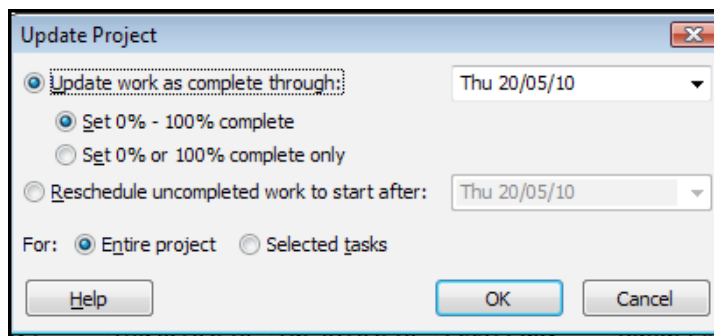 Update Project
Update work as complete through: Thu 20/05/10
Set 0% - 100% complete
Set 0% or 100% complete only
Reschedule uncompleted work to start after: Thu 20/05/10
For: Entire project Selected tasks
Help OK Cancel